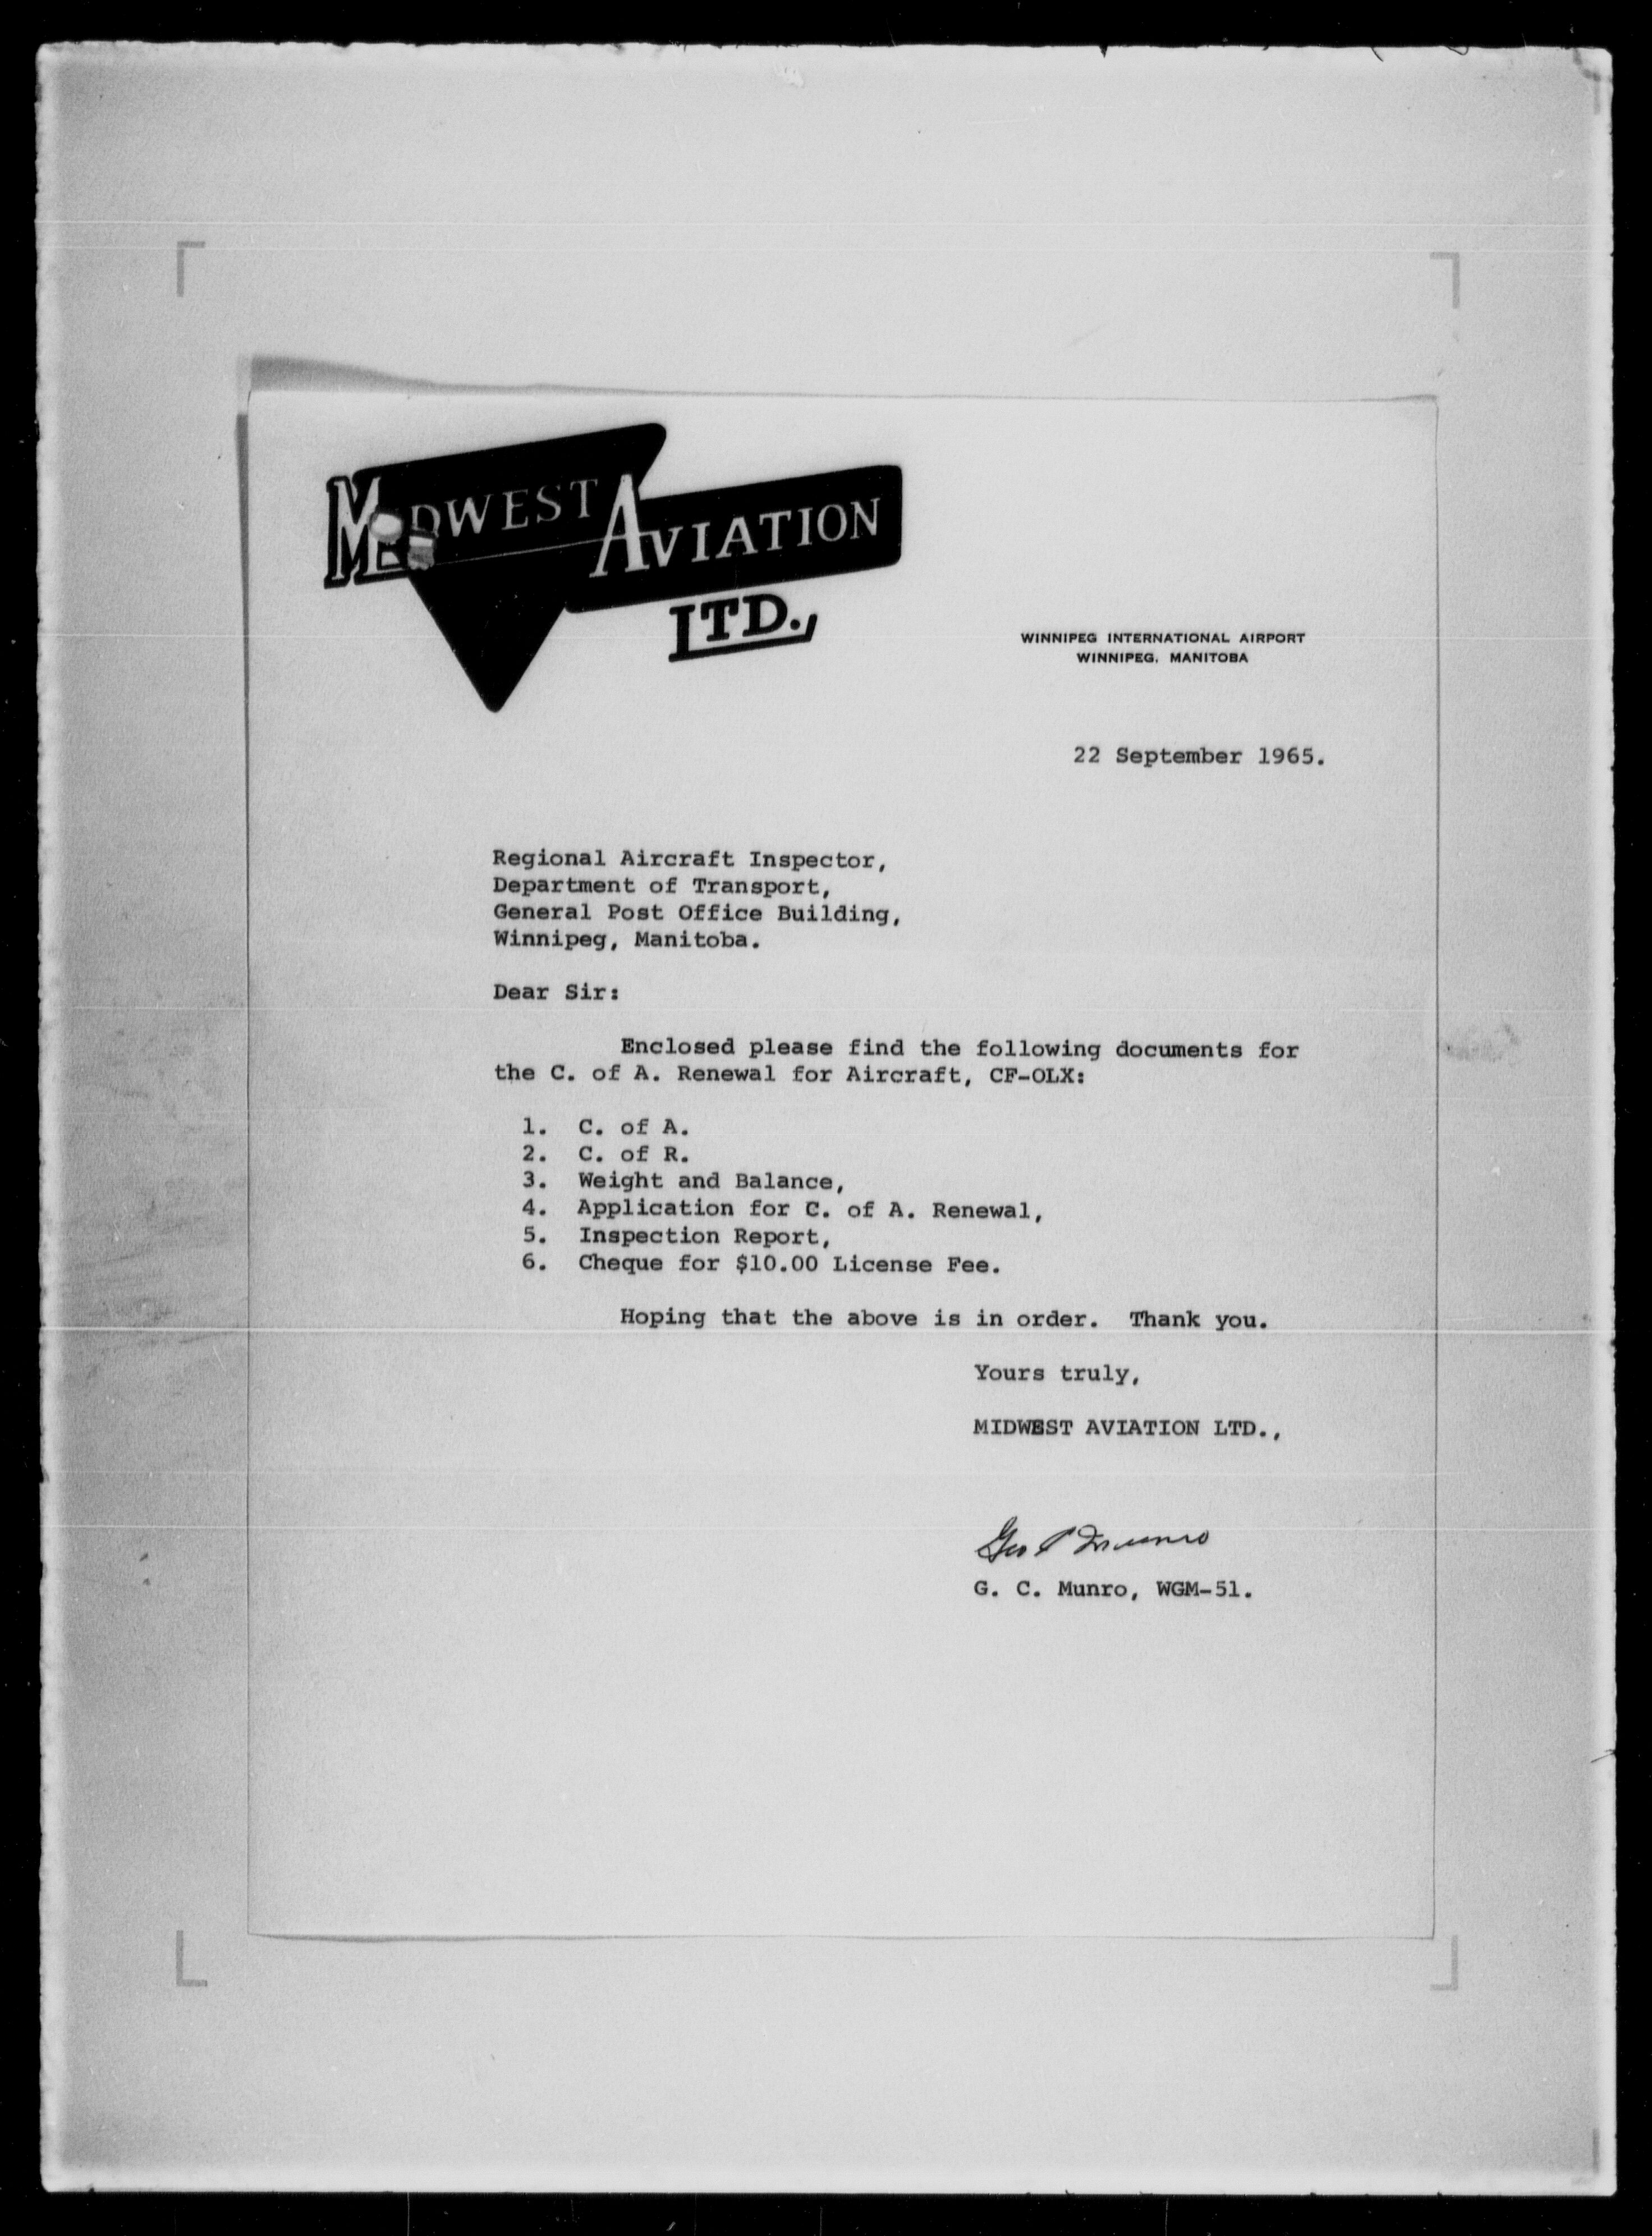 MIDWEST AVIATION
LTD.,
WINNIPEG INTERNATIONAL AIRPORT
WINNIPEG, MANITOBA
22 September 1965.
Regional Aircraft Inspector,
Department of Transport,
General Post Office Building,
Winnipeg, Manitoba.
Dear Sir:
Enclosed please find the following documents for
the C. of A. Renewal for Aircraft, CF-OLX:
1. C. of A.
2. C. of R.
3. Weight and Balance,
4. Application for C. of A. Renewal,
5. Inspection Report,
6. Cheque for $10.00 License Fee.
Hoping that the above is in order. Thank you.
Yours truly,
MIDWEST AVIATION LTD.,
Geo C Munro
G. C. Munro, WGM-51.